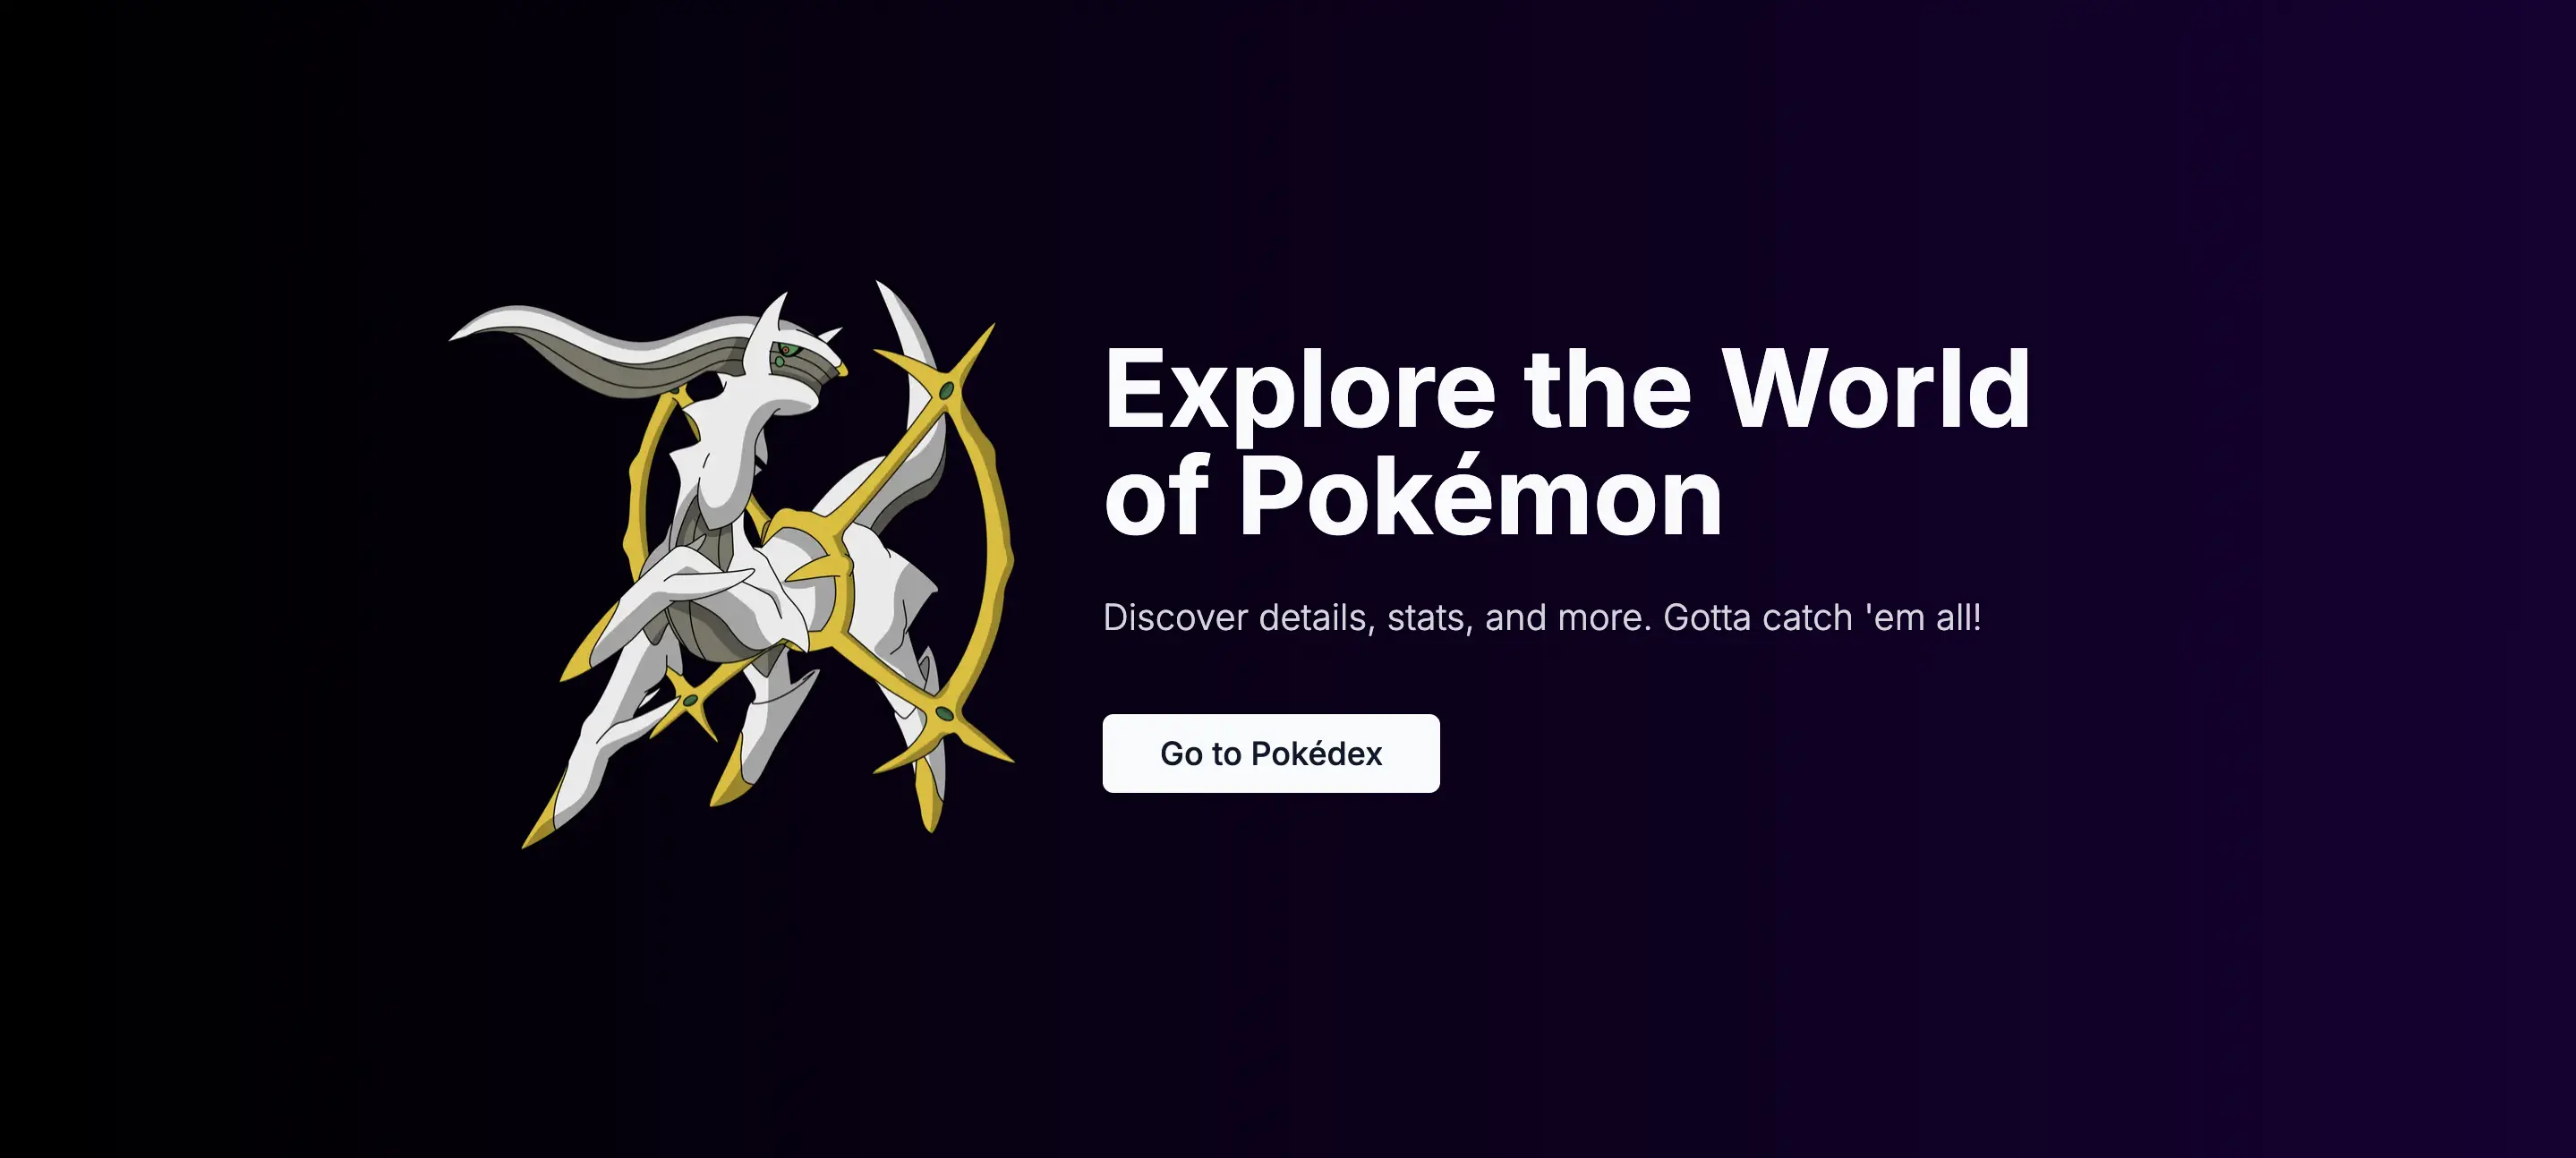 Explore the World
of Pokémon
Discover details, stats, and more. Gotta catch 'em all!
Go to Pokédex